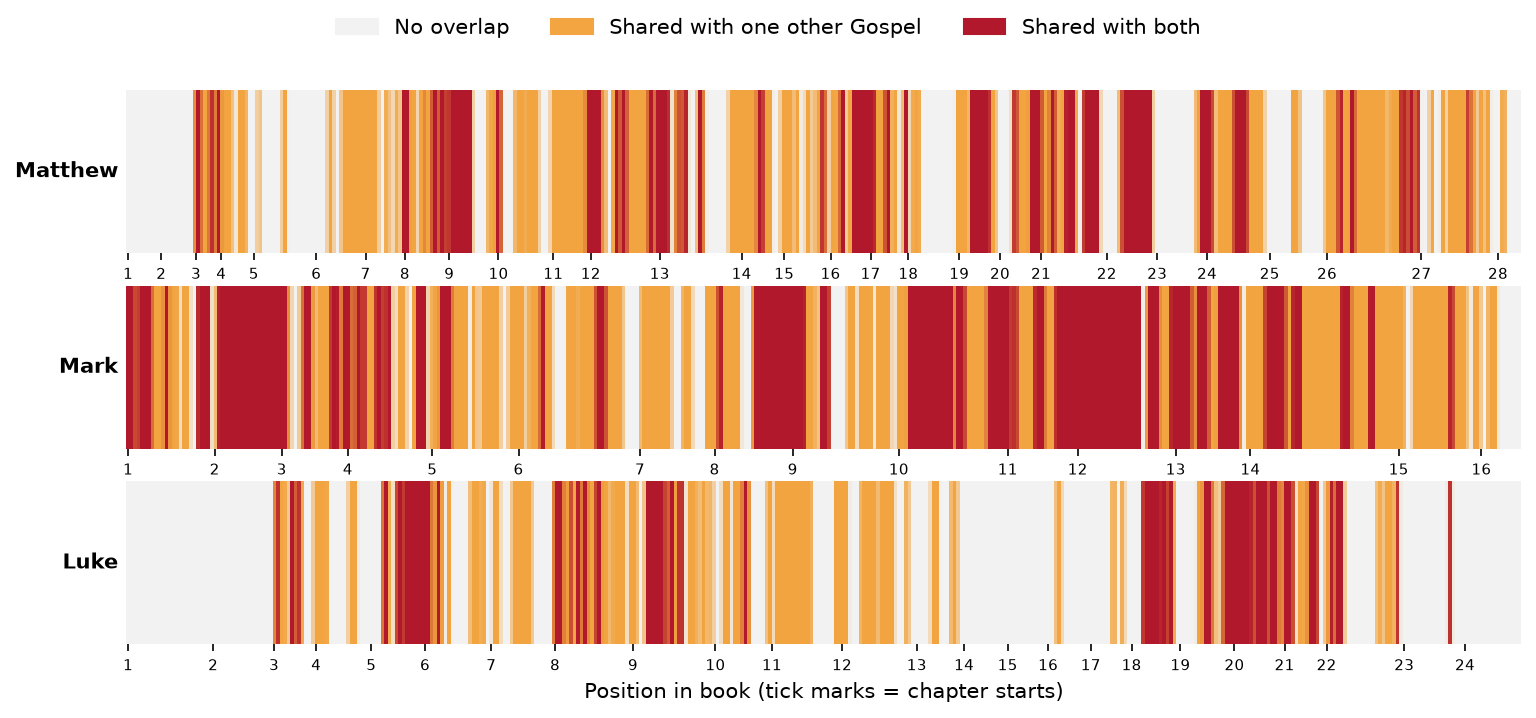 No overlap Shared with one other Gospel Shared with both
Matthew
1 2 3 4 5 6 7 8 9 10 11 12 13 14 15 16 17 18 19 20 21 22 23 24 25 26 27 28
Mark
1 2 3 4 5 6 7 8 9 10 11 12 13 14 15 16
Luke
1 2 3 4 5 6 7 8 9 10 11 12 13 14 15 16 17 18 19 20 21 22 23 24
Position in book (tick marks = chapter starts)